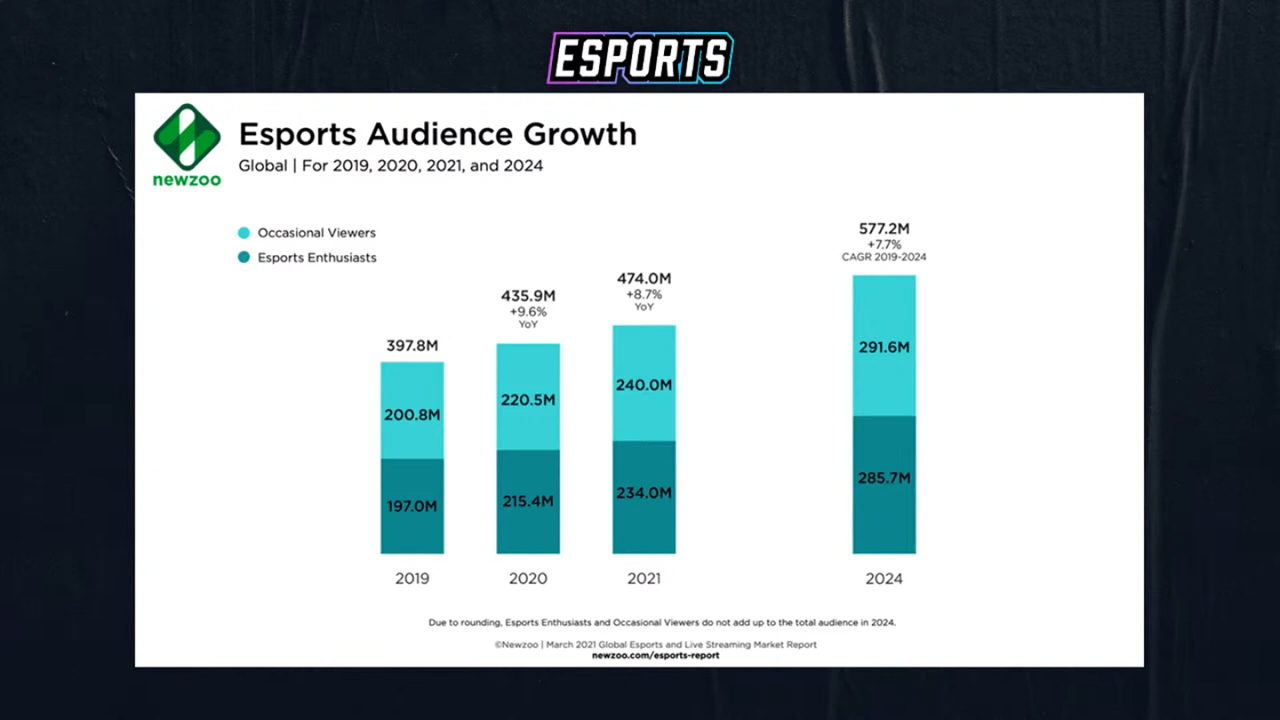 ESPORTS
newzoo
Esports Audience Growth
Global | For 2019, 2020, 2021, and 2024
Occasional Viewers
Esports Enthusiasts
397.8M
200.8M
197.0M
2019
435.9M
+9.6%
YoY
220.5M
215.4M
2020
474.0M
+8.7%
YoY
240.0M
234.0M
2021
577.2M
+7.7%
CAGR 2019-2024
291.6M
285.7M
2024
Due to rounding, Esports Enthusiasts and Occasional Viewers do not add up to the total audience in 2024.
©Newzoo | March 2021 Global Esports and Live Streaming Market Report
newzoo.com/esports-report